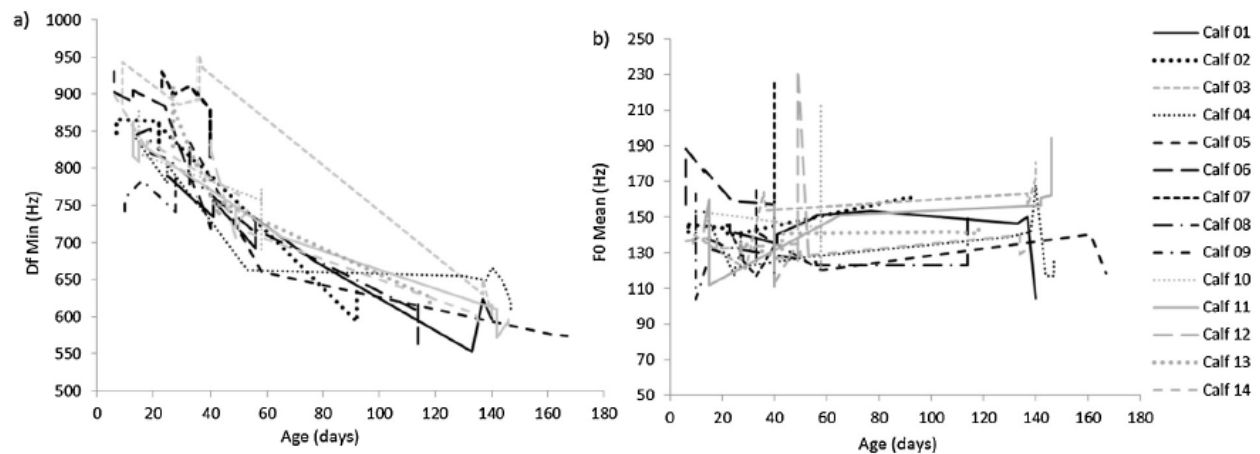 a)
1000
950
900
850
800
750
700
650
600
550
500
Df Min (Hz)
0 20 40 60 80 100 120 140 160 180
Age (days)
b)
250
230
210
190
170
150
130
110
90
70
50
F0 Mean (Hz)
0 20 40 60 80 100 120 140 160 180
Age (days)
Calf 01
Calf 02
Calf 03
Calf 04
Calf 05
Calf 06
Calf 07
Calf 08
Calf 09
Calf 10
Calf 11
Calf 12
Calf 13
Calf 14